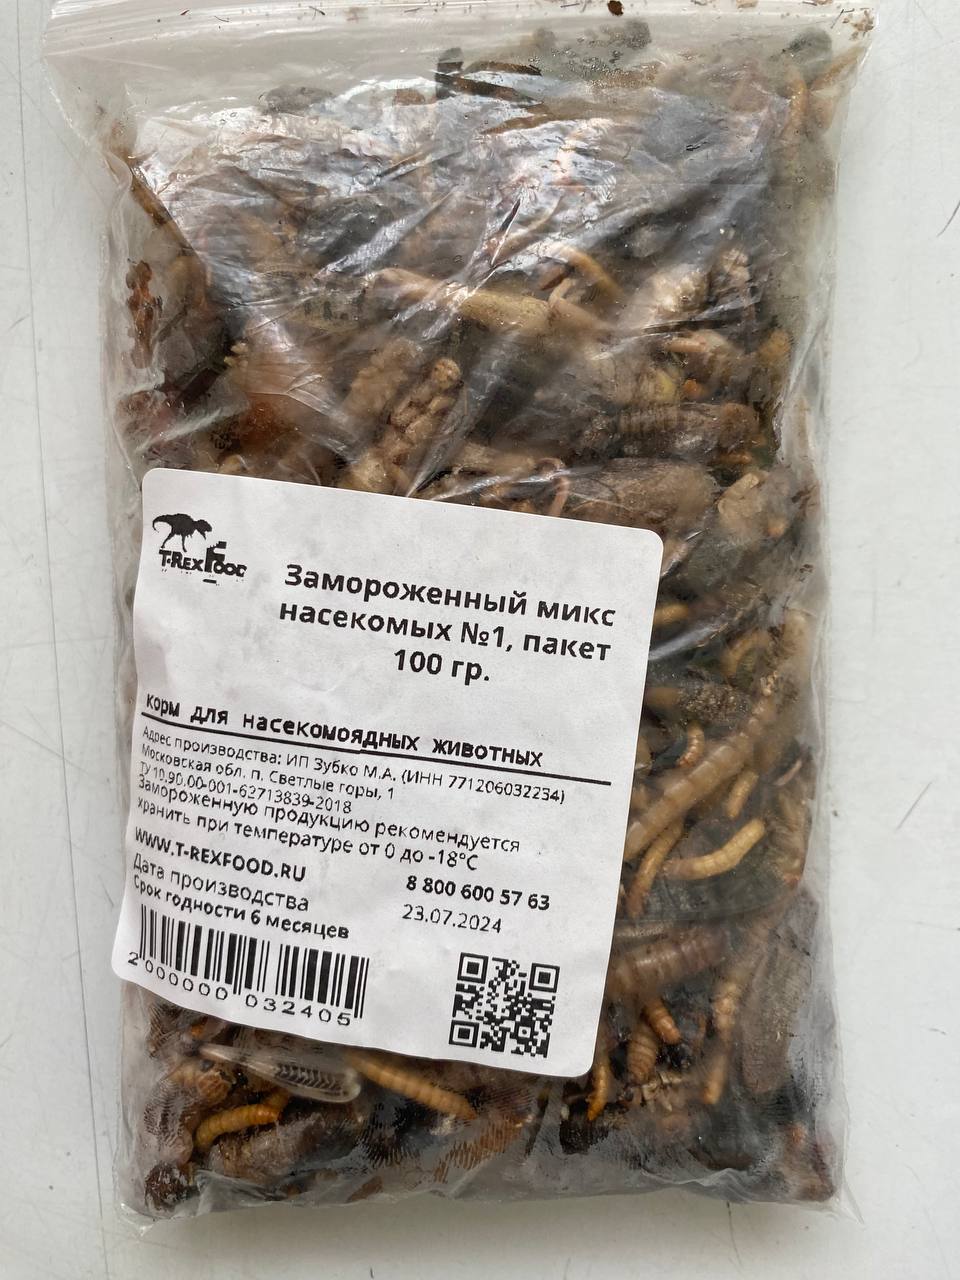 T-REX FOOD
Замороженный микс
насекомых №1, пакет
100 гр.
корм для насекомоядных животных
Адрес производства: ИП Зубко М.А. (ИНН 771206032234)
Московская обл. п. Светлые горы, 1
ТУ 10.90.00-001-62713839-2018
Замороженную продукцию рекомендуется
хранить при температуре от 0 до -18°C
WWW.T-REXFOOD.RU
8 800 600 57 63
Дата производства
23.07.2024
Срок годности 6 месяцев
2 000000 032405